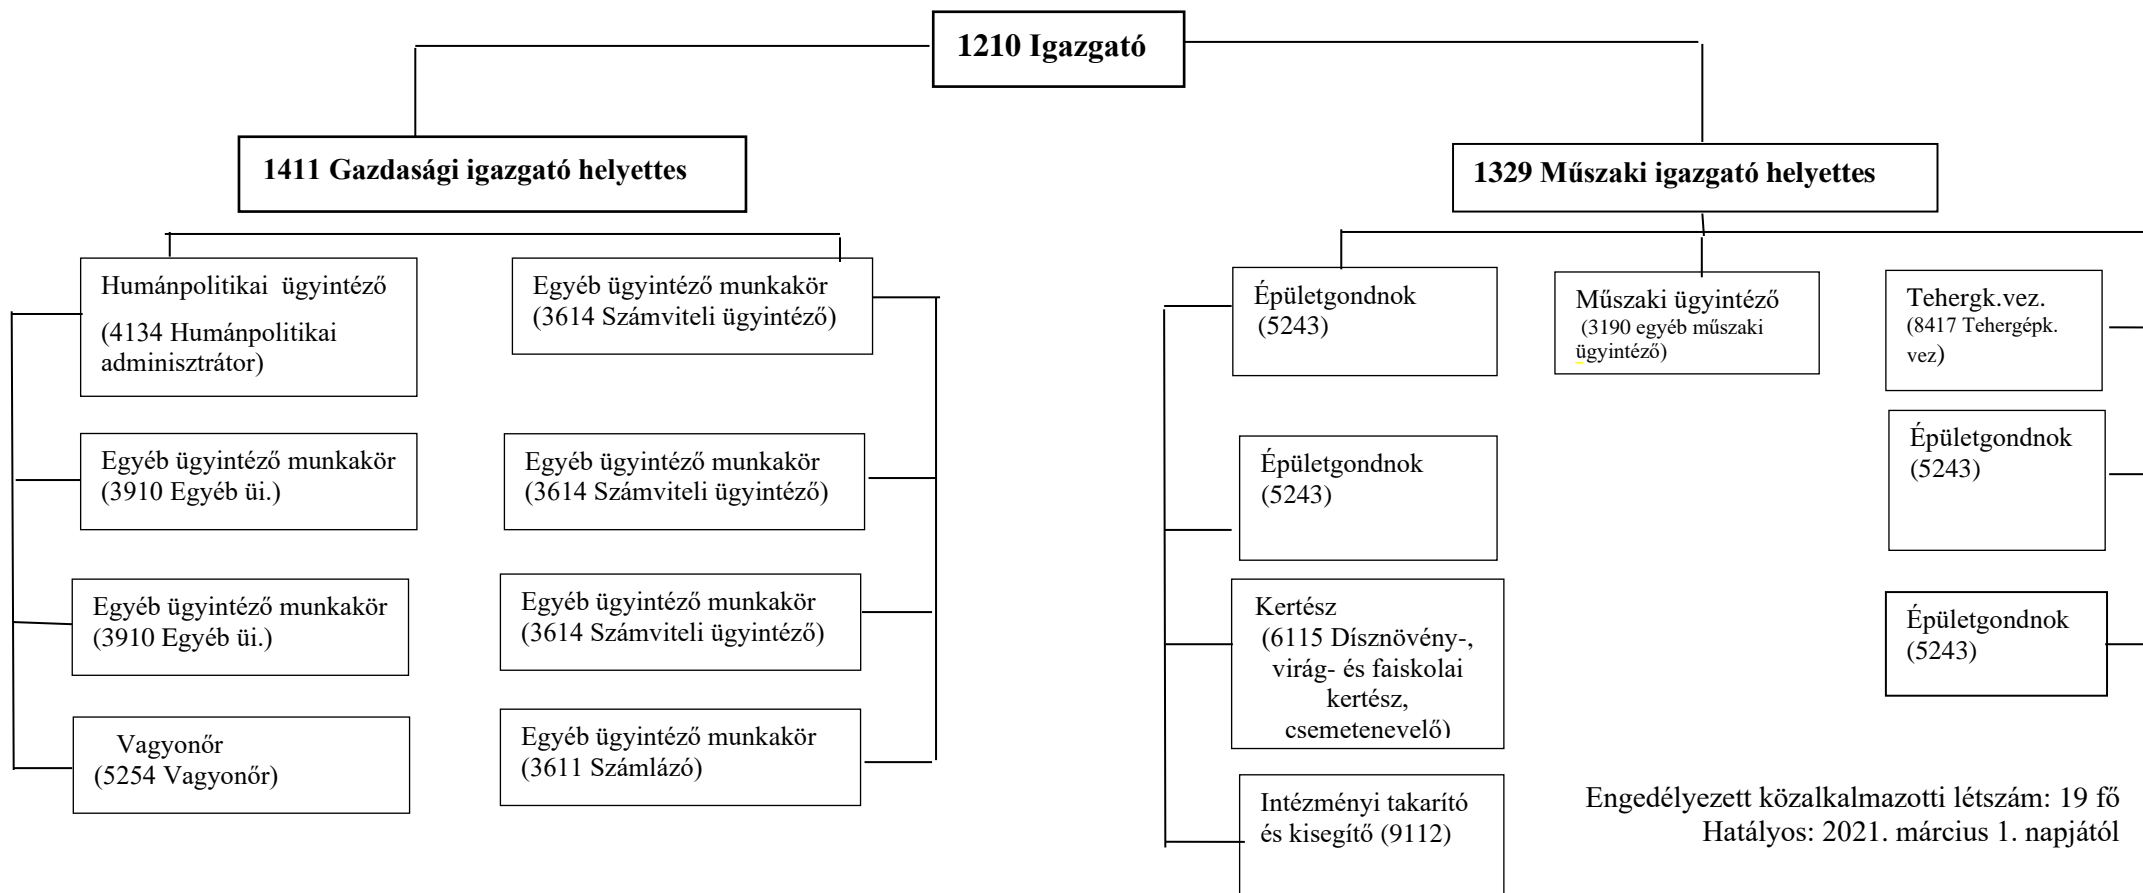 1210 Igazgató
1411 Gazdasági igazgató helyettes
1329 Műszaki igazgató helyettes
Humánpolitikai ügyintéző
(4134 Humánpolitikai
adminisztrátor)
Egyéb ügyintéző munkakör
(3910 Egyéb üi.)
Egyéb ügyintéző munkakör
(3910 Egyéb üi.)
Vagyonőr
(5254 Vagyonőr)
Egyéb ügyintéző munkakör
(3614 Számviteli ügyintéző)
Egyéb ügyintéző munkakör
(3614 Számviteli ügyintéző)
Egyéb ügyintéző munkakör
(3614 Számviteli ügyintéző)
Egyéb ügyintéző munkakör
(3611 Számlázó)
Épületgondnok
(5243)
Épületgondnok
(5243)
Kertész
(6115 Dísznövény-,
virág- és faiskolai
kertész,
csemetenevelő)
Intézményi takarító
és kisegítő (9112)
Műszaki ügyintéző
(3190 egyéb műszaki
ügyintéző)
Tehergk.vez.
(8417 Tehergépk.
vez)
Épületgondnok
(5243)
Épületgondnok
(5243)
Engedélyezett közalkalmazotti létszám: 19 fő
Hatályos: 2021. március 1. napjától